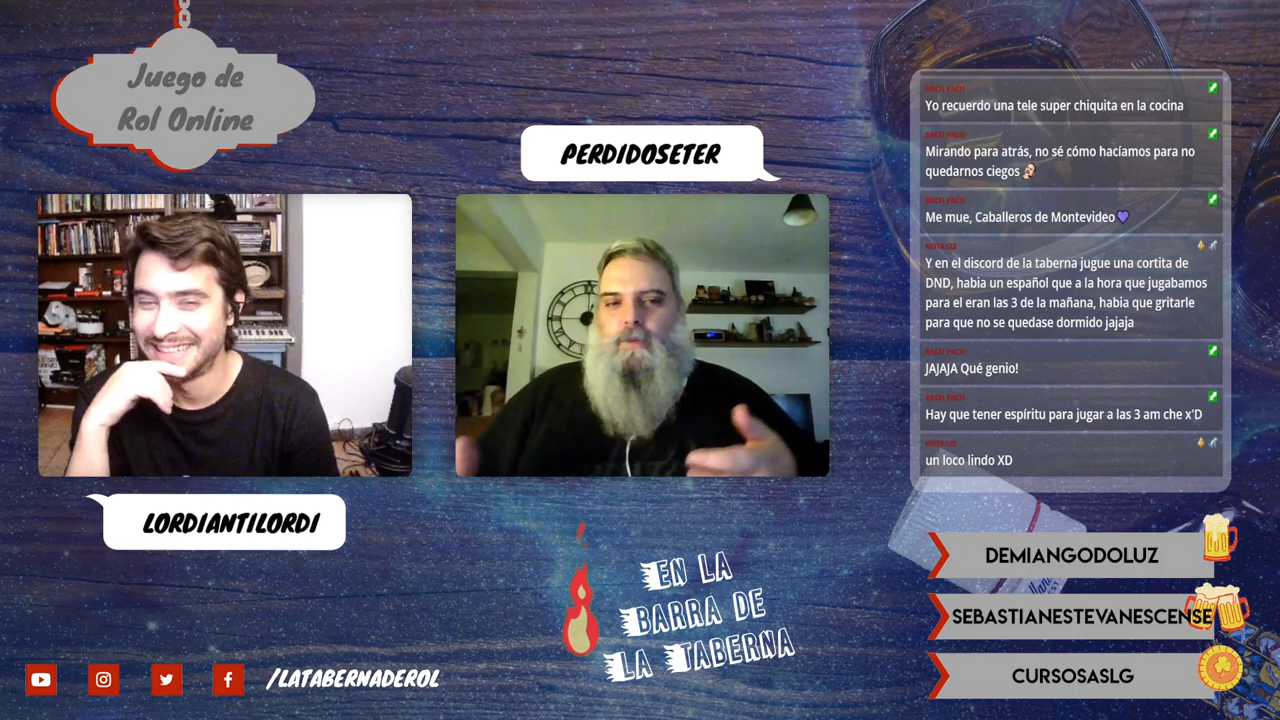 Juego de
Rol Online
PERDIDOSETER
LORDIANTILORDI
BACH_PACH
Yo recuerdo una tele super chiquita en la cocina
BACH_PACH
Mirando para atrás, no sé cómo hacíamos para no
quedarnos ciegos
BACH_PACH
Me mue, Caballeros de Montevideo
Y en el discord de la taberna jugue una cortita de
DND, habia un español que a la hora que jugabamos
para el eran las 3 de la mañana, habia que gritarle
para que no se quedase dormido jajaja
BACH_PACH
JAJAJA Qué genio!
BACH_PACH
Hay que tener espíritu para jugar a las 3 am che x'D
un loco lindo XD
EN LA
BARRA DE
LA TABERNA
DEMIANGODOLUZ
SEBASTIANESTEVANESCENSE
CURSOSASLG
/LATABERNADEROL